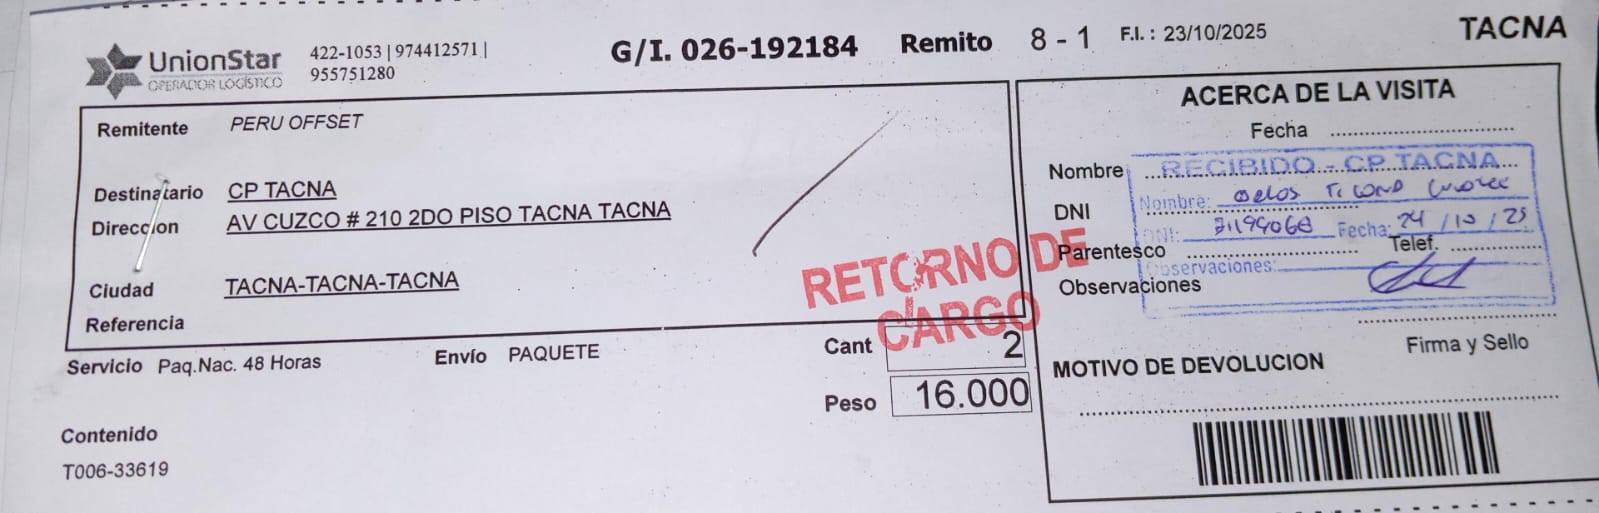 UnionStar
OPERADOR LOGÍSTICO
422-1053 | 974412571 |
955751280
G/I. 026-192184 Remito 8 - 1 F.I. : 23/10/2025 TACNA
Remitente PERU OFFSET
Destinatario CP TACNA
Direccion AV CUZCO # 210 2DO PISO TACNA TACNA
Ciudad TACNA-TACNA-TACNA
Referencia
RETORNO DE
CARGO
Servicio Paq.Nac. 48 Horas Envío PAQUETE Cant 2
Peso 16.000
Contenido
T006-33619
ACERCA DE LA VISITA
Fecha
Nombre
RECIBIDO - CP TACNA
Nombre:
DNI
DNI: Fecha: 24/10/25
Parentesco Telef.
Observaciones:
Observaciones
Firma y Sello
MOTIVO DE DEVOLUCION